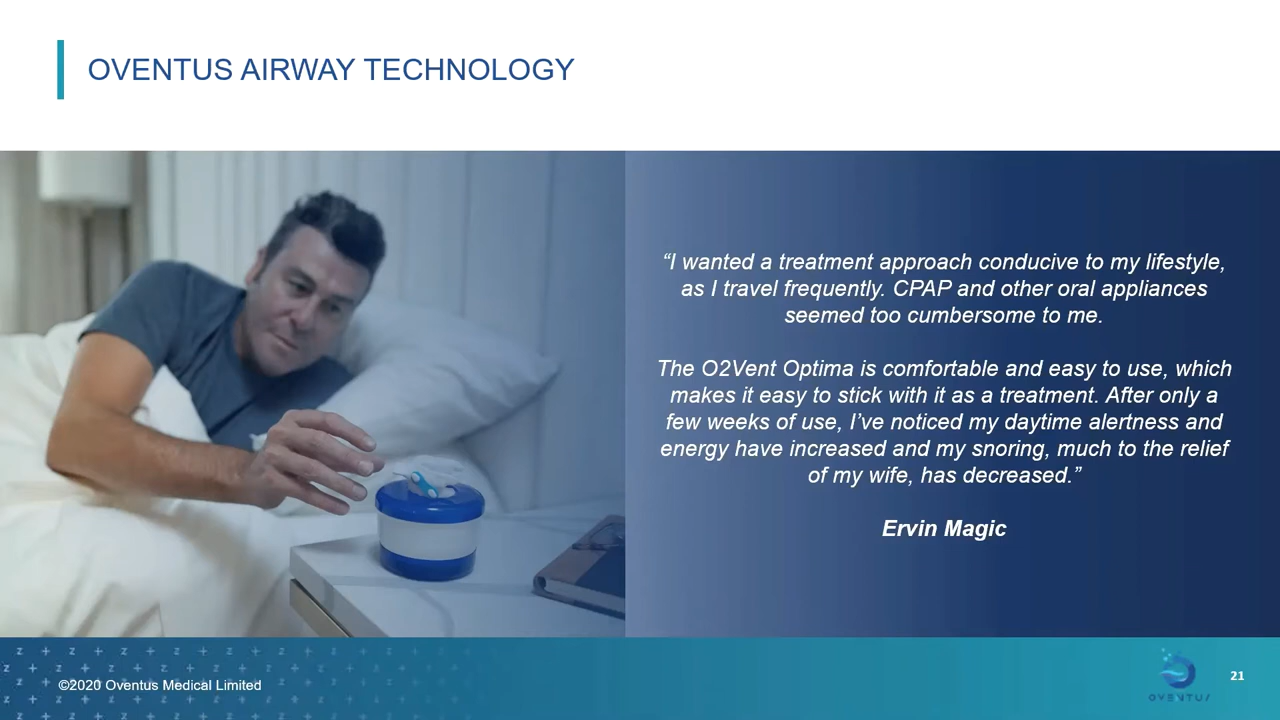 OVENTUS AIRWAY TECHNOLOGY
“I wanted a treatment approach conducive to my lifestyle,
as I travel frequently. CPAP and other oral appliances
seemed too cumbersome to me.
The O2Vent Optima is comfortable and easy to use, which
makes it easy to stick with it as a treatment. After only a
few weeks of use, I’ve noticed my daytime alertness and
energy have increased and my snoring, much to the relief
of my wife, has decreased.”
Ervin Magic
©2020 Oventus Medical Limited
OVENTUS
21